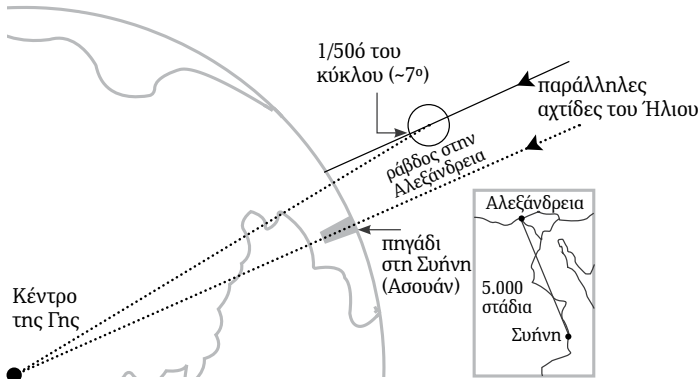 1/50ό του
κύκλου (~7º)
παράλληλες
αχτίδες του Ήλιου
ράβδος στην
Αλεξάνδρεια
πηγάδι
στη Συήνη
(Ασουάν)
Κέντρο
της Γης
Αλεξάνδρεια
5.000
στάδια
Συήνη